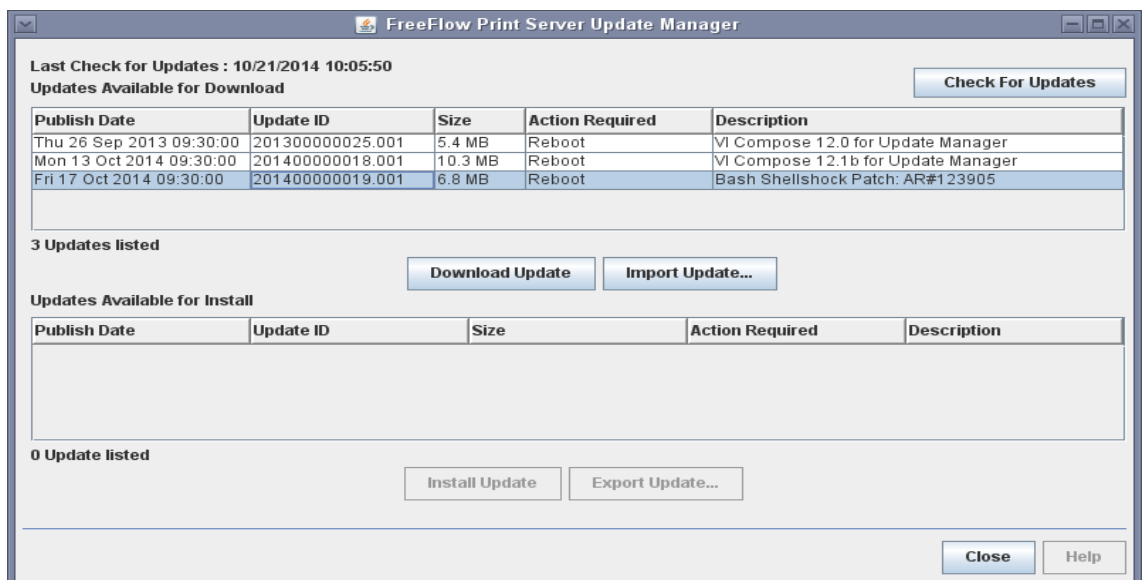 FreeFlow Print Server Update Manager
Last Check for Updates : 10/21/2014 10:05:50
Updates Available for Download
Check For Updates
Publish Date Update ID Size Action Required Description
Thu 26 Sep 2013 09:30:00 201300000025.001 5.4 MB Reboot VI Compose 12.0 for Update Manager
Mon 13 Oct 2014 09:30:00 201400000018.001 10.3 MB Reboot VI Compose 12.1b for Update Manager
Fri 17 Oct 2014 09:30:00 201400000019.001 6.8 MB Reboot Bash Shellshock Patch: AR#123905
3 Updates listed
Download Update Import Update...
Updates Available for Install
Publish Date Update ID Size Action Required Description
0 Update listed
Install Update Export Update...
Close Help